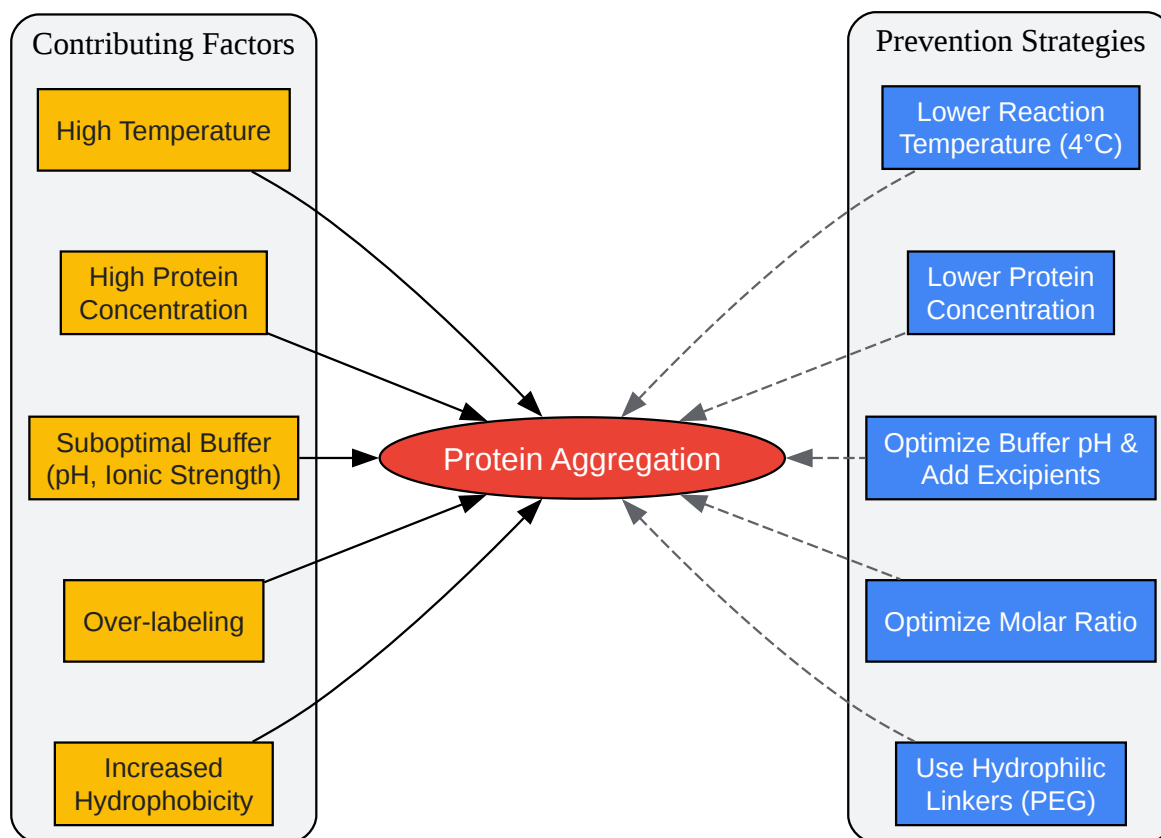 Contributing Factors
High Temperature
High Protein
Concentration
Suboptimal Buffer
(pH, Ionic Strength)
Over-labeling
Increased
Hydrophobicity
Protein Aggregation
Prevention Strategies
Lower Reaction
Temperature (4°C)
Lower Protein
Concentration
Optimize Buffer pH &
Add Excipients
Optimize Molar Ratio
Use Hydrophilic
Linkers (PEG)